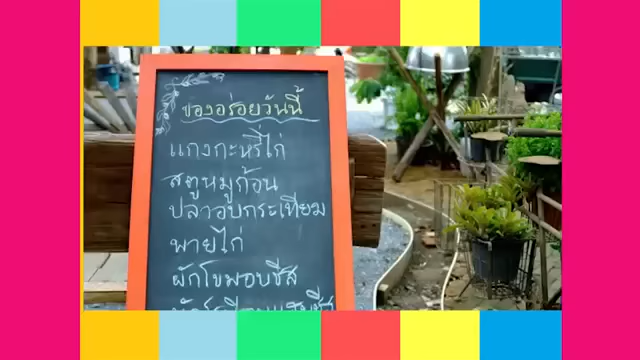 ของอร่อยวันนี้
แกงกะหรี่ไก่
สตูหมูก้อน
ปลาอบกระเทียม
พายไก่
ผักโขมอบชีส